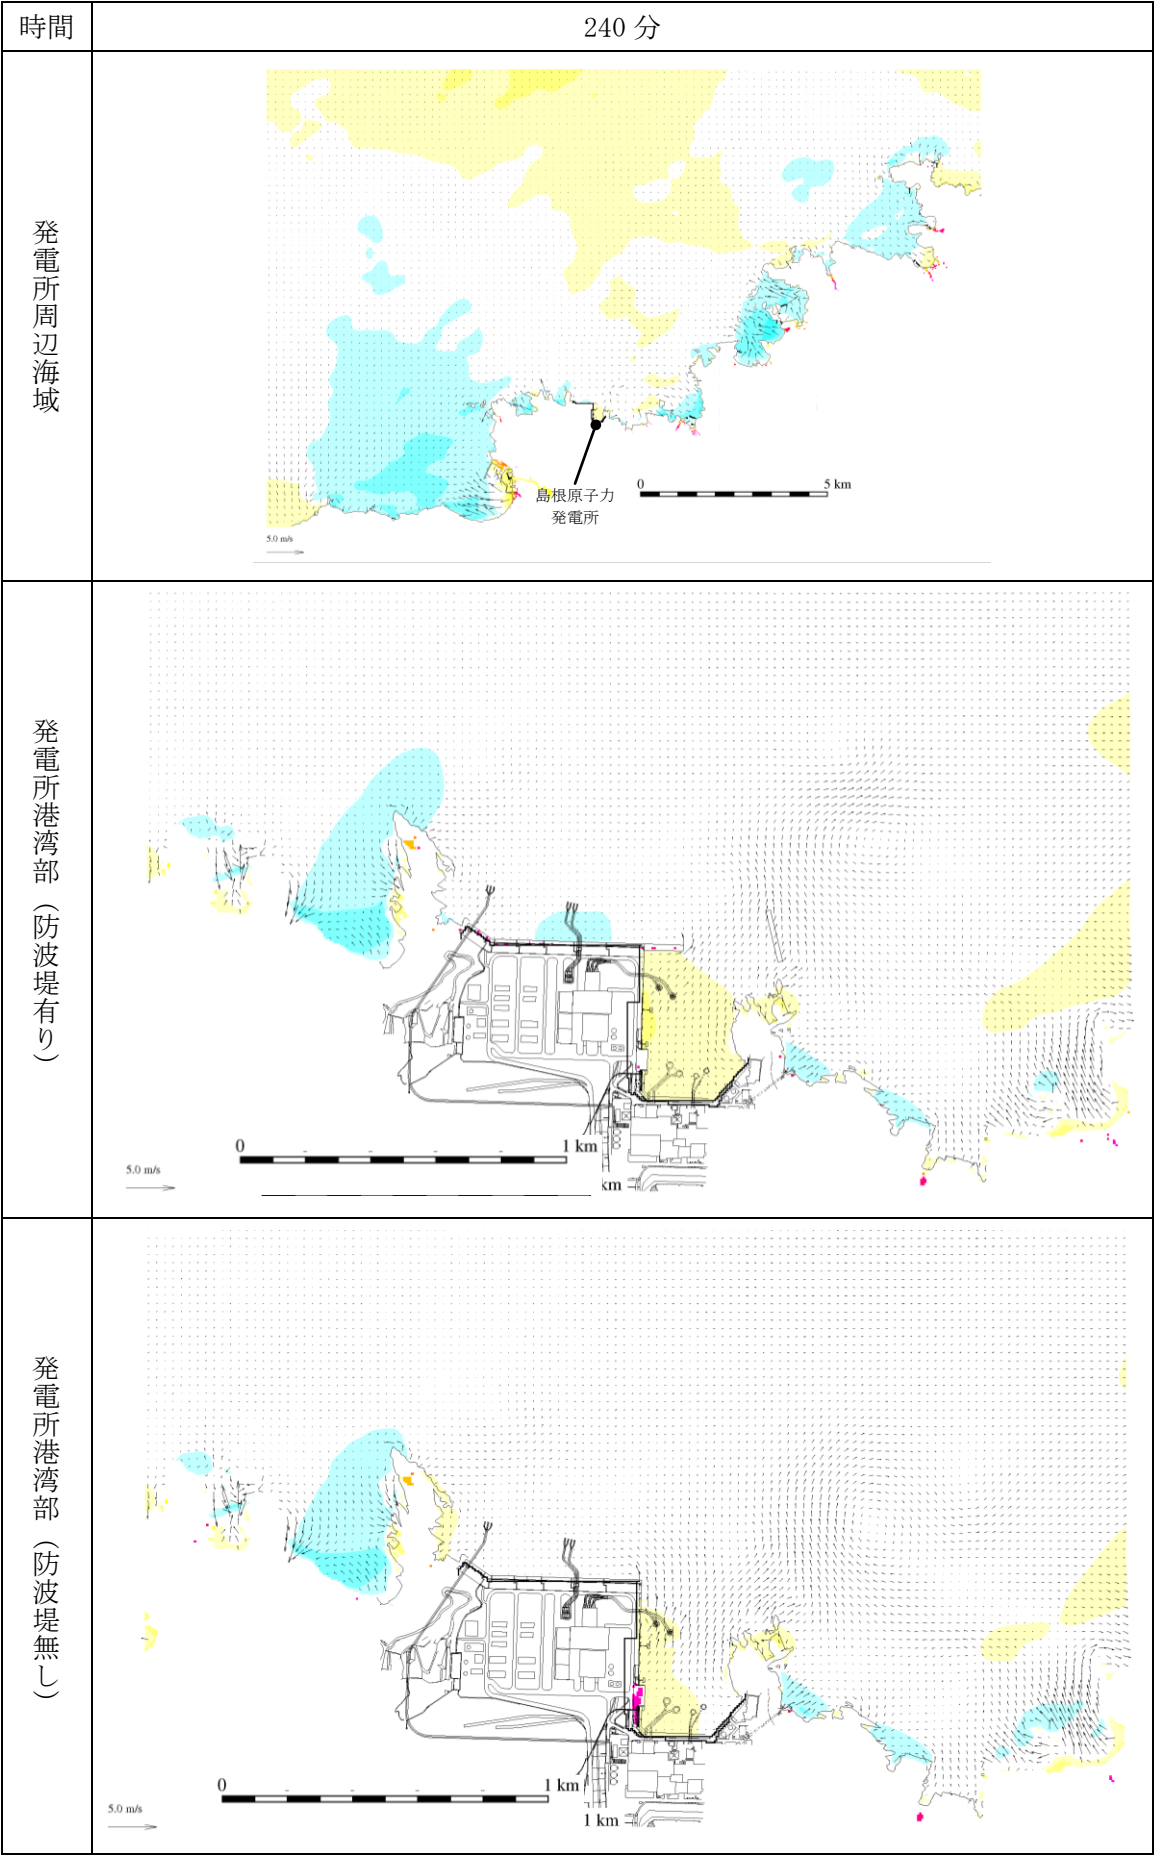 時間
240 分
発電所周辺海域
島根原子力
発電所
0
5 km
5.0 m/s
発電所港湾部（防波堤有り）
0
1 km
5.0 m/s
km
発電所港湾部（防波堤無し）
0
1 km
5.0 m/s
1 km